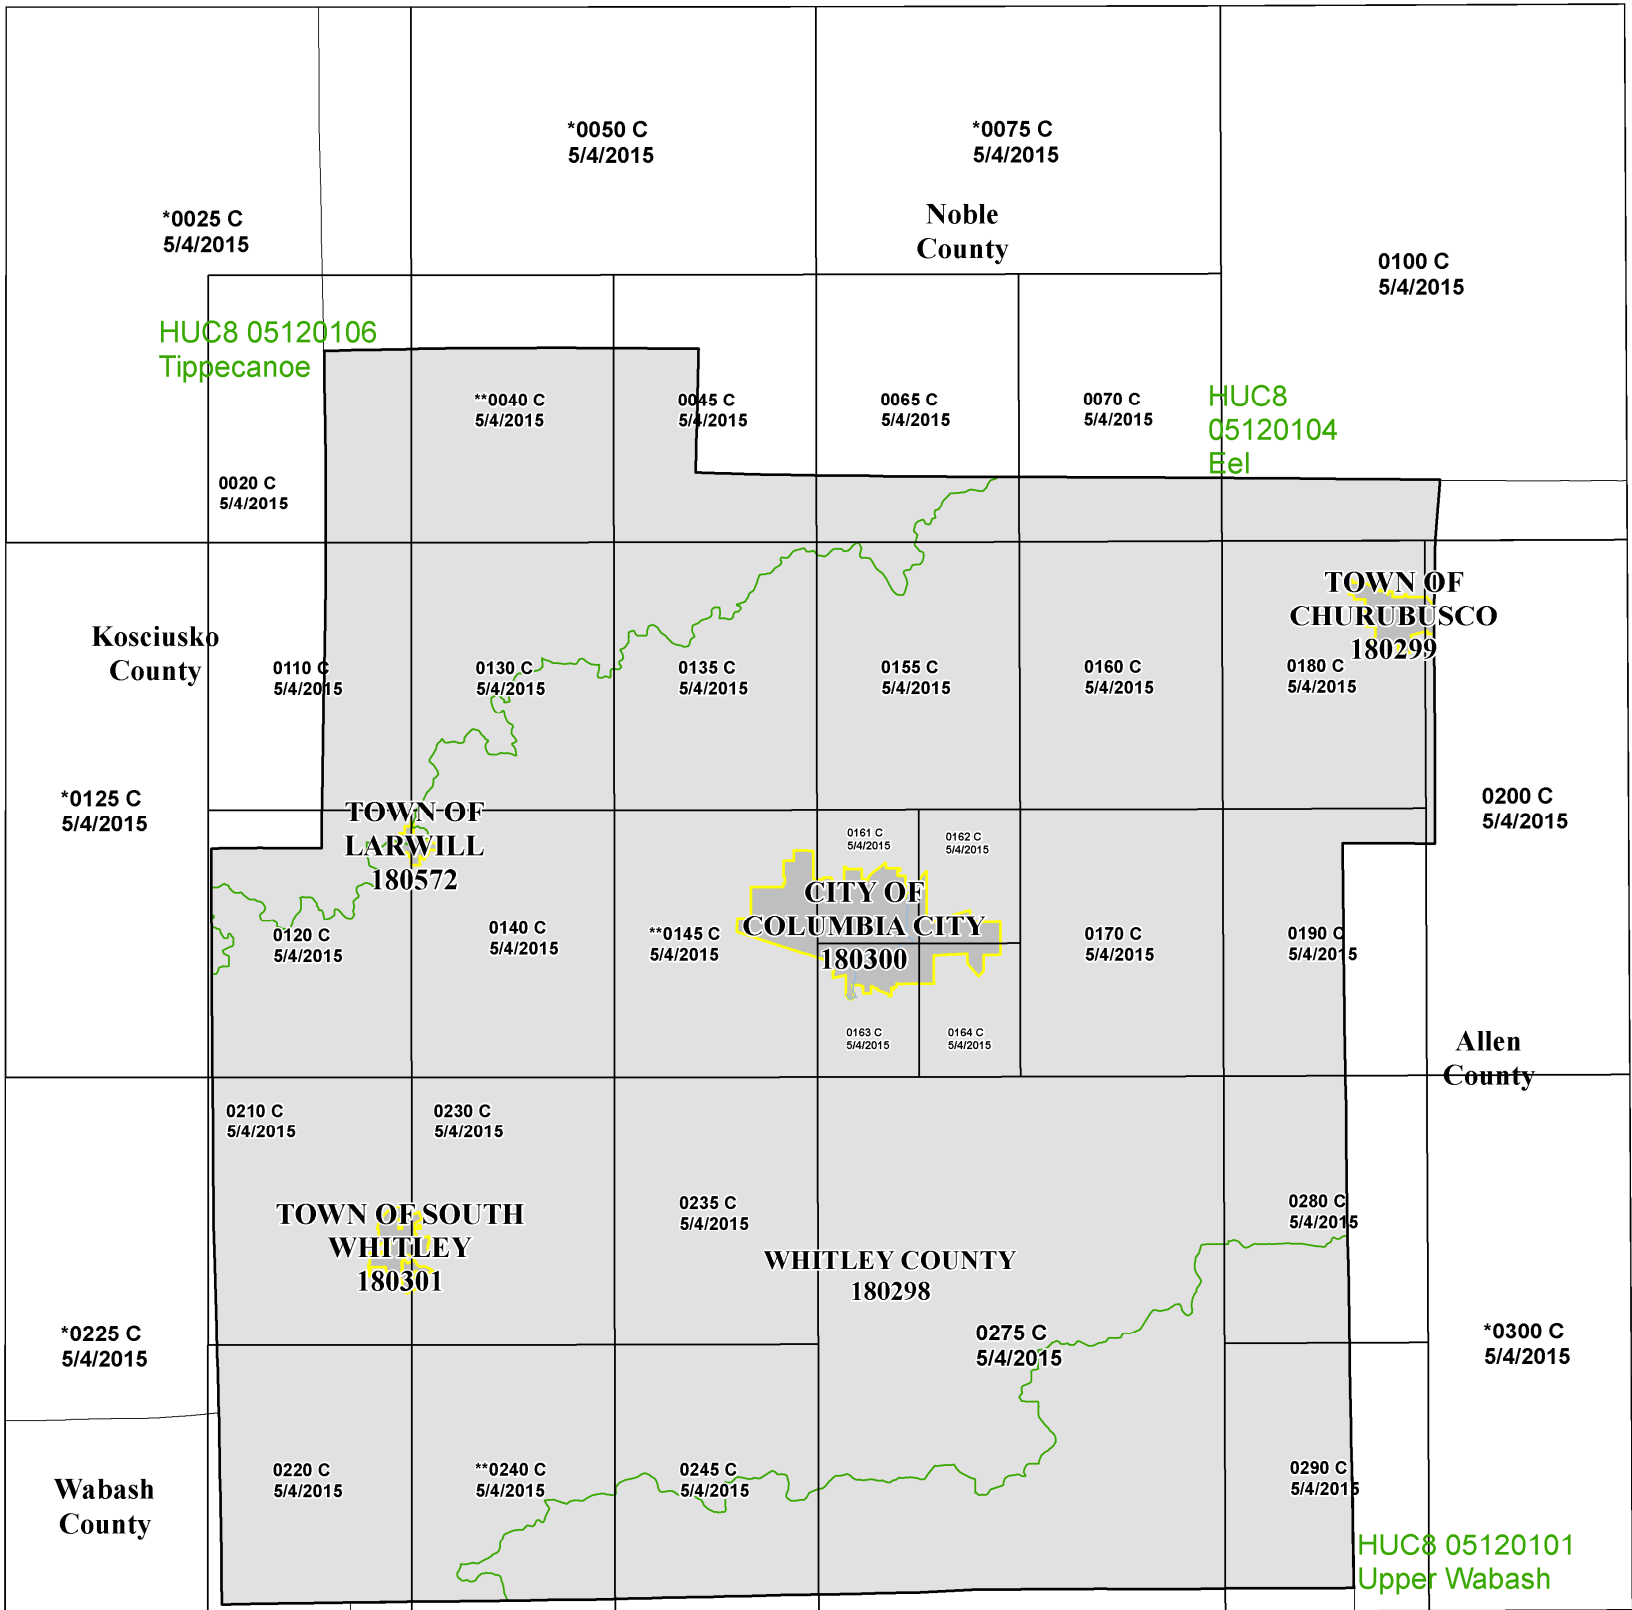 *0050 C
5/4/2015
*0075 C
5/4/2015
*0025 C
5/4/2015
Noble
County
0100 C
5/4/2015
HUC8 05120106
Tippecanoe
**0040 C
5/4/2015
0045 C
5/4/2015
0065 C
5/4/2015
0070 C
5/4/2015
HUC8
05120104
Eel
0020 C
5/4/2015
TOWN OF
CHURUBUSCO
180299
Kosciusko
County
0110 C
5/4/2015
0130 C
5/4/2015
0135 C
5/4/2015
0155 C
5/4/2015
0160 C
5/4/2015
0180 C
5/4/2015
*0125 C
5/4/2015
TOWN OF
LARWILL
180572
0161 C
5/4/2015
0162 C
5/4/2015
0200 C
5/4/2015
CITY OF
COLUMBIA CITY
180300
0120 C
5/4/2015
0140 C
5/4/2015
**0145 C
5/4/2015
0170 C
5/4/2015
0190 C
5/4/2015
0163 C
5/4/2015
0164 C
5/4/2015
Allen
County
0210 C
5/4/2015
0230 C
5/4/2015
TOWN OF SOUTH
WHITLEY
180301
0235 C
5/4/2015
WHITLEY COUNTY
180298
0280 C
5/4/2015
*0225 C
5/4/2015
0275 C
5/4/2015
*0300 C
5/4/2015
Wabash
County
0220 C
5/4/2015
**0240 C
5/4/2015
0245 C
5/4/2015
0290 C
5/4/2015
HUC8 05120101
Upper Wabash